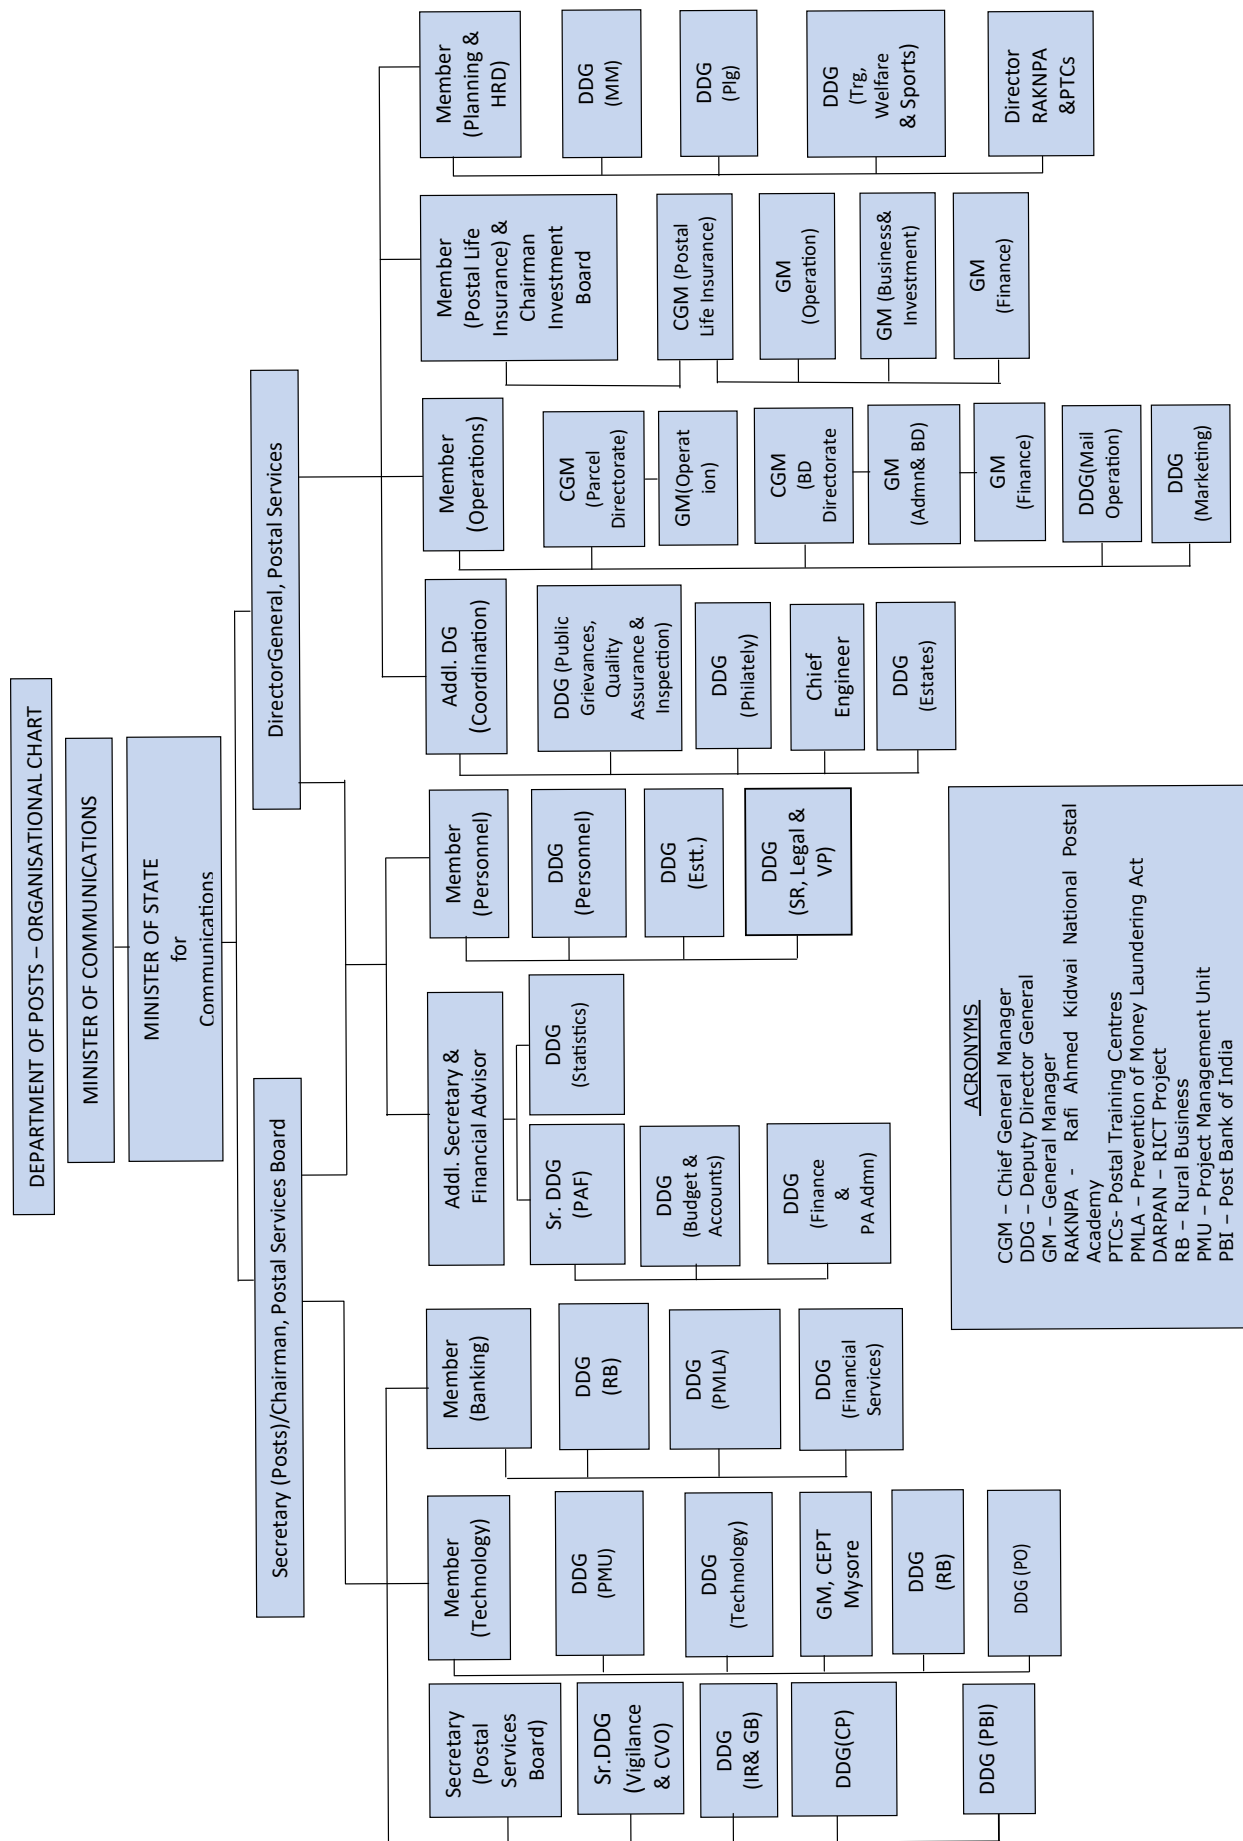 DEPARTMENT OF POSTS – ORGANISATIONAL CHART
MINISTER OF COMMUNICATIONS
MINISTER OF STATE
for
Communications
Secretary (Posts)/Chairman, Postal Services Board
DirectorGeneral, Postal Services
Secretary
(Postal
Services
Board)
Sr.DDG
(Vigilance
& CVO)
DDG
(IR& GB)
DDG(CP)
DDG (PBI)
Member
(Technology)
DDG
(PMU)
DDG
(Technology)
GM, CEPT
Mysore
DDG
(RB)
DDG (PO)
Member
(Banking)
DDG
(RB)
DDG
(PMLA)
DDG
(Financial
Services)
Addl. Secretary &
Financial Advisor
Sr. DDG
(PAF)
DDG
(Statistics)
DDG
(Budget &
Accounts)
DDG
(Finance
&
PA Admn)
Member
(Personnel)
DDG
(Personnel)
DDG
(Estt.)
DDG
(SR, Legal &
VP)
Addl. DG
(Coordination)
DDG (Public
Grievances,
Quality
Assurance &
Inspection)
DDG
(Philately)
Chief
Engineer
DDG
(Estates)
Member
(Operations)
CGM
(Parcel
Directorate)
GM(Operat
ion)
CGM
(BD
Directorate
GM
(Admn& BD)
GM
(Finance)
DDG(Mail
Operation)
DDG
(Marketing)
Member
(Postal Life
Insurance) &
Chairman
Investment
Board
CGM (Postal
Life Insurance)
GM
(Operation)
GM (Business&
Investment)
GM
(Finance)
Member
(Planning &
HRD)
DDG
(MM)
DDG
(Plg)
DDG
(Trg,
Welfare
& Sports)
Director
RAKNPA
&PTCs
ACRONYMS
CGM – Chief General Manager
DDG – Deputy Director General
GM – General Manager
RAKNPA - Rafi Ahmed Kidwai National Postal
Academy
PTCs- Postal Training Centres
PMLA – Prevention of Money Laundering Act
DARPAN – RICT Project
RB – Rural Business
PMU – Project Management Unit
PBI – Post Bank of India